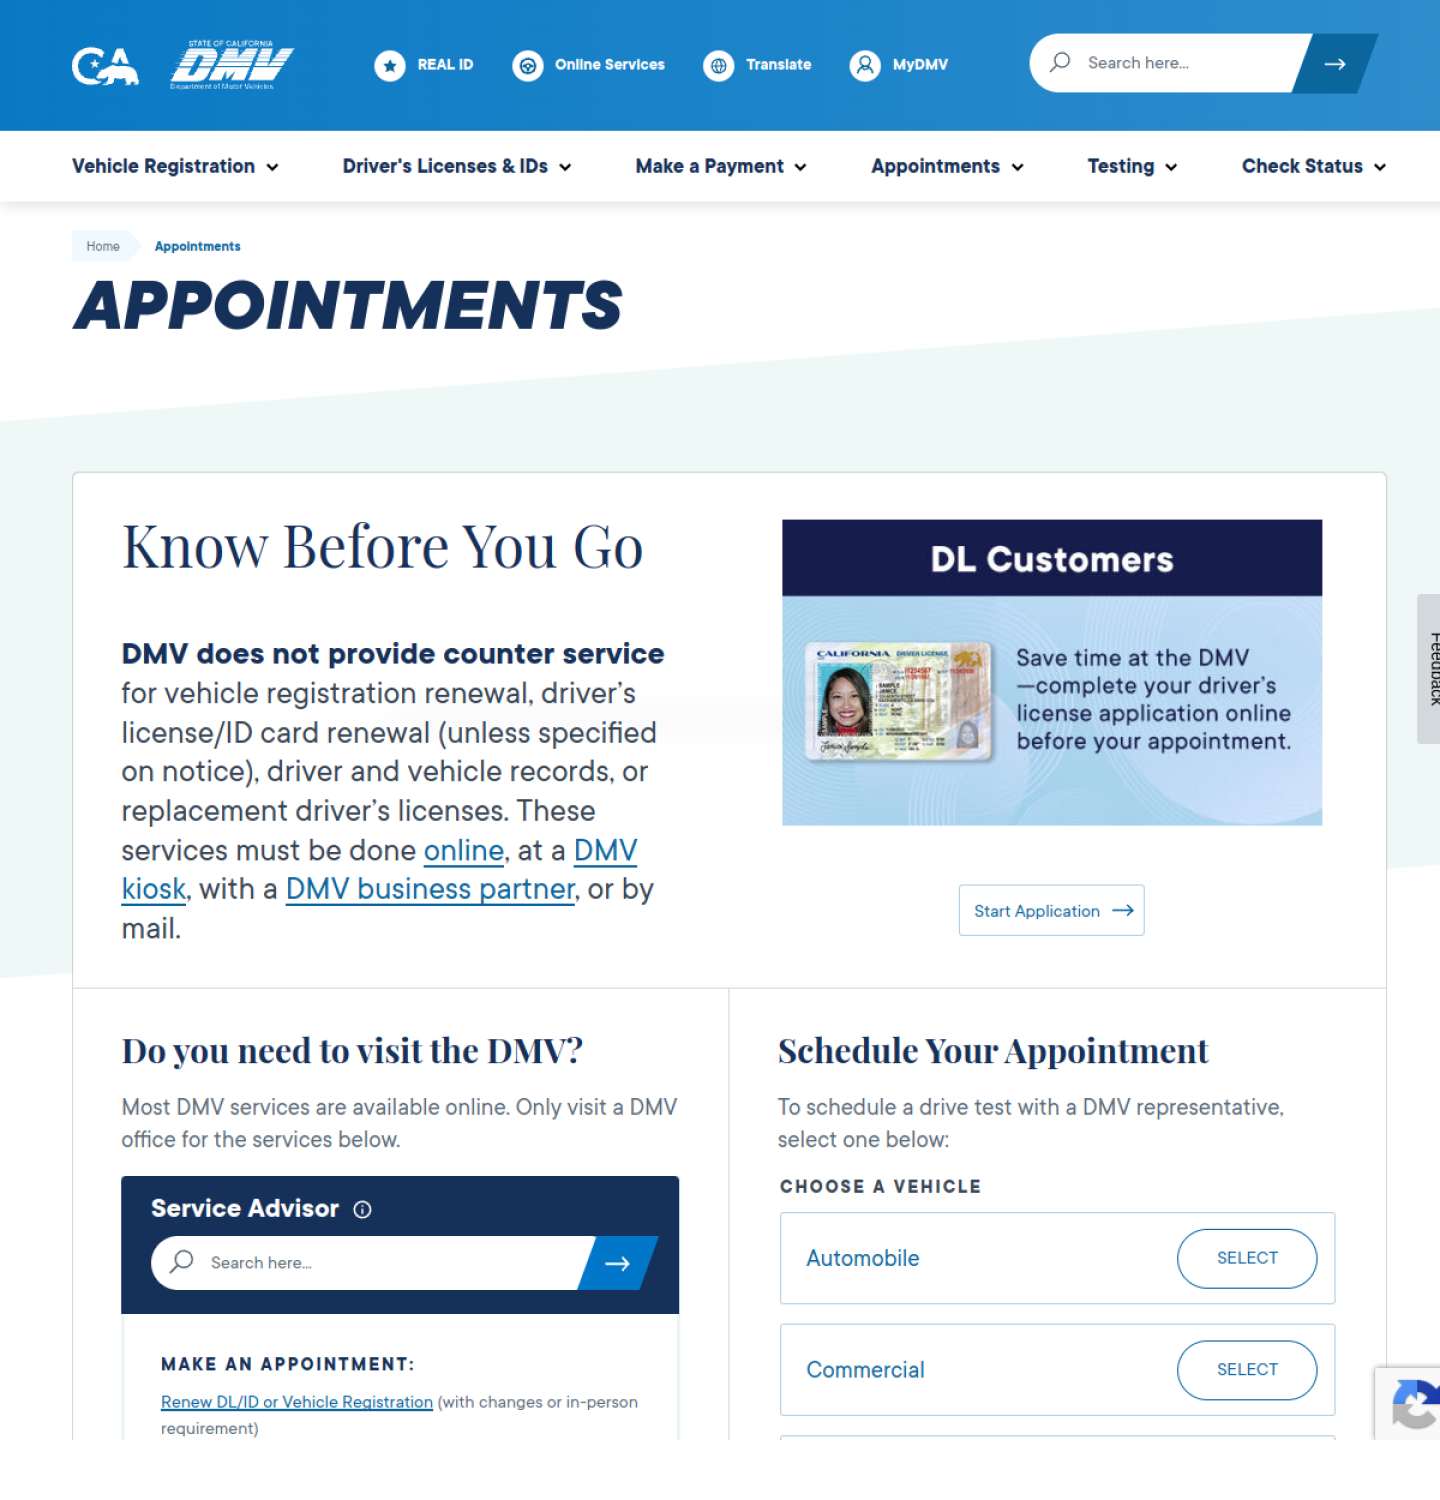 STATE OF CALIFORNIA
DMV
Department of Motor Vehicles
CA
REAL ID
Online Services
Translate
MyDMV
Search here...
Vehicle Registration
Driver's Licenses & IDs
Make a Payment
Appointments
Testing
Check Status
Home
Appointments
APPOINTMENTS
Know Before You Go
DMV does not provide counter service
for vehicle registration renewal, driver’s
license/ID card renewal (unless specified
on notice), driver and vehicle records, or
replacement driver’s licenses. These
services must be done online, at a DMV
kiosk, with a DMV business partner, or by
mail.
DL Customers
CALIFORNIA DRIVER LICENSE
Save time at the DMV
—complete your driver’s
license application online
before your appointment.
Start Application
Feedback
Do you need to visit the DMV?
Most DMV services are available online. Only visit a DMV
office for the services below.
Service Advisor
Search here...
MAKE AN APPOINTMENT:
Renew DL/ID or Vehicle Registration (with changes or in-person
requirement)
Schedule Your Appointment
To schedule a drive test with a DMV representative,
select one below:
CHOOSE A VEHICLE
Automobile
SELECT
Commercial
SELECT